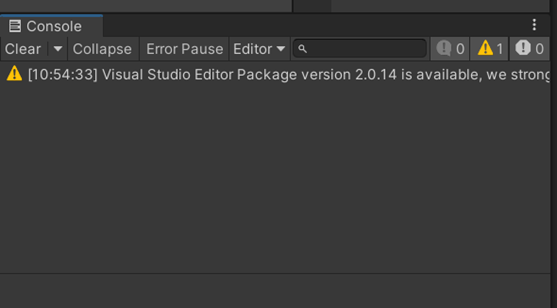 Console
Clear Collapse Error Pause Editor 0 1 0
[10:54:33] Visual Studio Editor Package version 2.0.14 is available, we strong